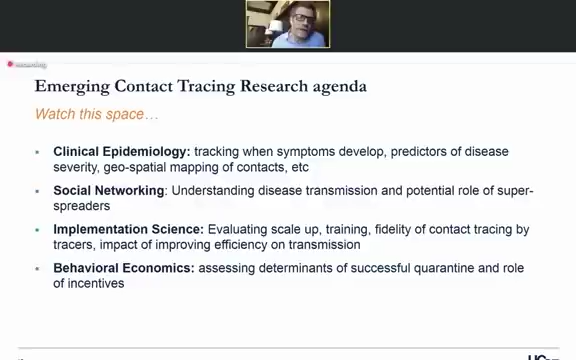 Recording
Emerging Contact Tracing Research agenda
Watch this space…
▪ Clinical Epidemiology: tracking when symptoms develop, predictors of disease
severity, geo-spatial mapping of contacts, etc
▪ Social Networking: Understanding disease transmission and potential role of super-
spreaders
▪ Implementation Science: Evaluating scale up, training, fidelity of contact tracing by
tracers, impact of improving efficiency on transmission
▪ Behavioral Economics: assessing determinants of successful quarantine and role
of incentives